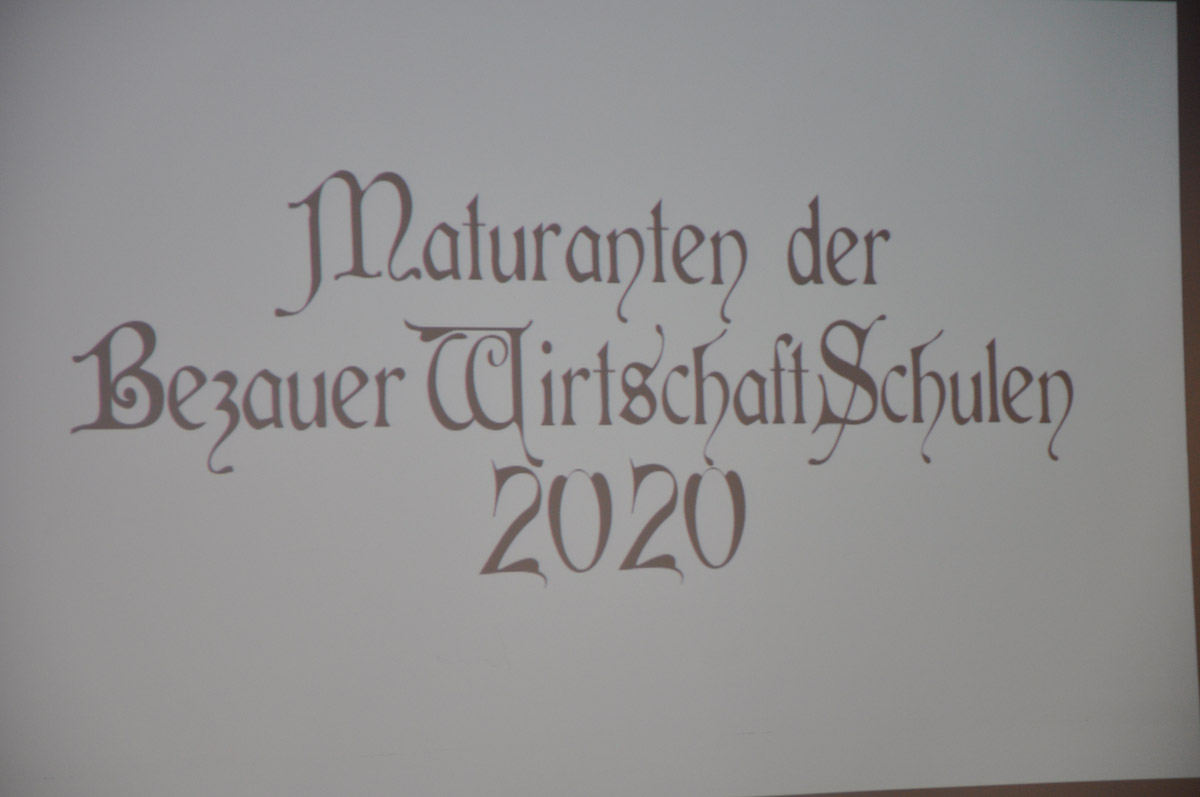 Maturanten der
Bezauer WirtschaftSchulen
2020